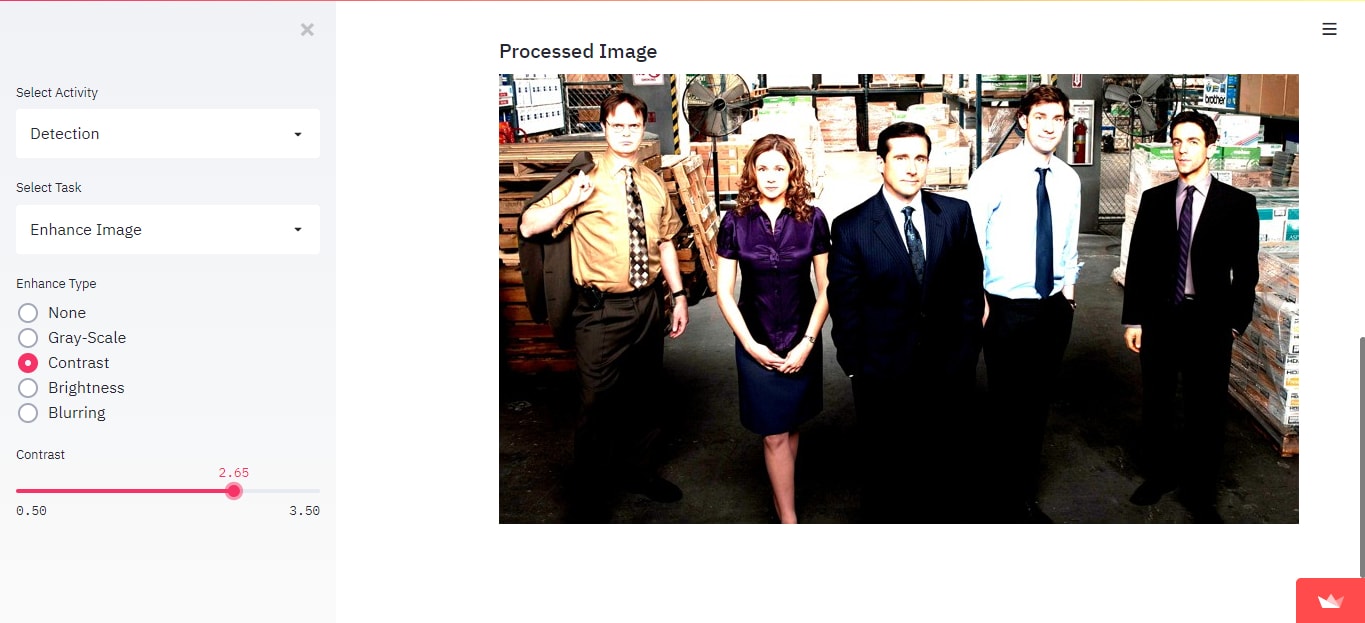 Select Activity
Detection
Select Task
Enhance Image
Enhance Type
None
Gray-Scale
Contrast
Brightness
Blurring
Contrast
2.65
0.50
3.50
Processed Image
brother